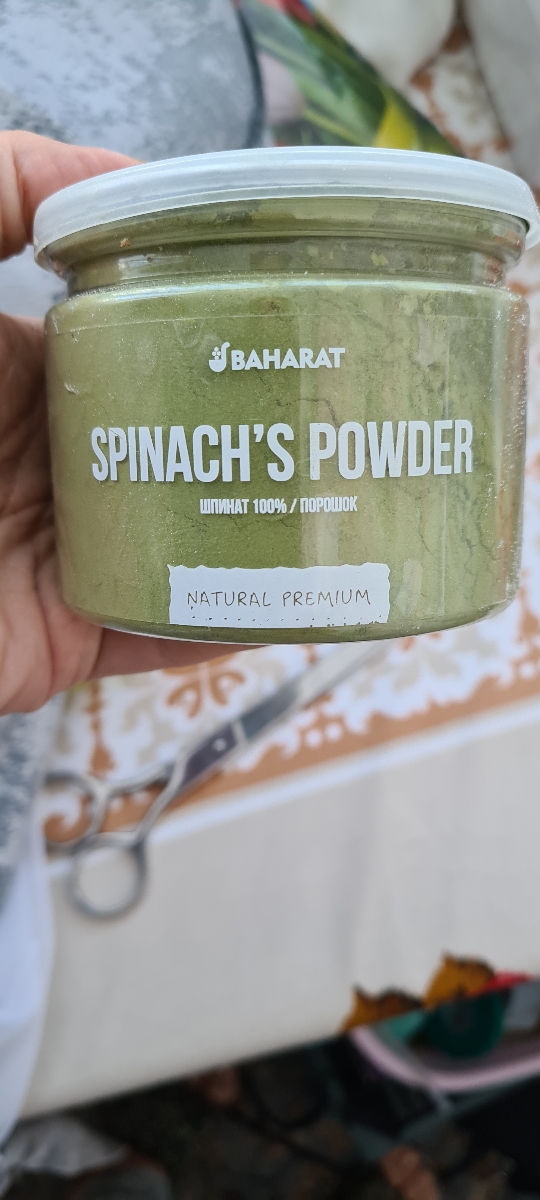 BAHARAT
SPINACH'S POWDER
ШПИНАТ 100% / ПОРОШОК
NATURAL PREMIUM